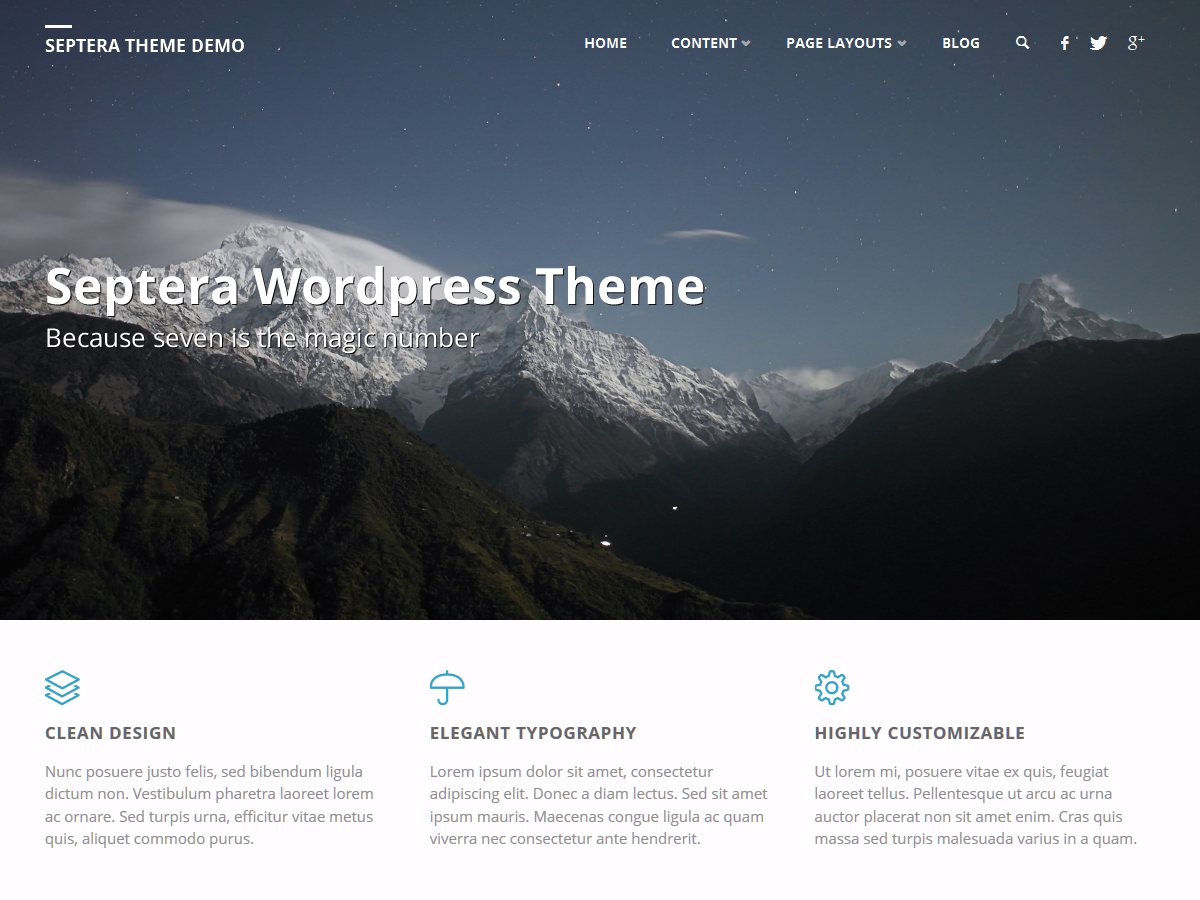 SEPTERA THEME DEMO
HOME CONTENT PAGE LAYOUTS BLOG
Septera Wordpress Theme
Because seven is the magic number
CLEAN DESIGN
Nunc posuere justo felis, sed bibendum ligula
dictum non. Vestibulum pharetra laoreet lorem
ac ornare. Sed turpis urna, efficitur vitae metus
quis, aliquet commodo purus.
ELEGANT TYPOGRAPHY
Lorem ipsum dolor sit amet, consectetur
adipiscing elit. Donec a diam lectus. Sed sit amet
ipsum mauris. Maecenas congue ligula ac quam
viverra nec consectetur ante hendrerit.
HIGHLY CUSTOMIZABLE
Ut lorem mi, posuere vitae ex quis, feugiat
laoreet tellus. Pellentesque ut arcu ac urna
auctor placerat non sit amet enim. Cras quis
massa sed turpis malesuada varius in a quam.